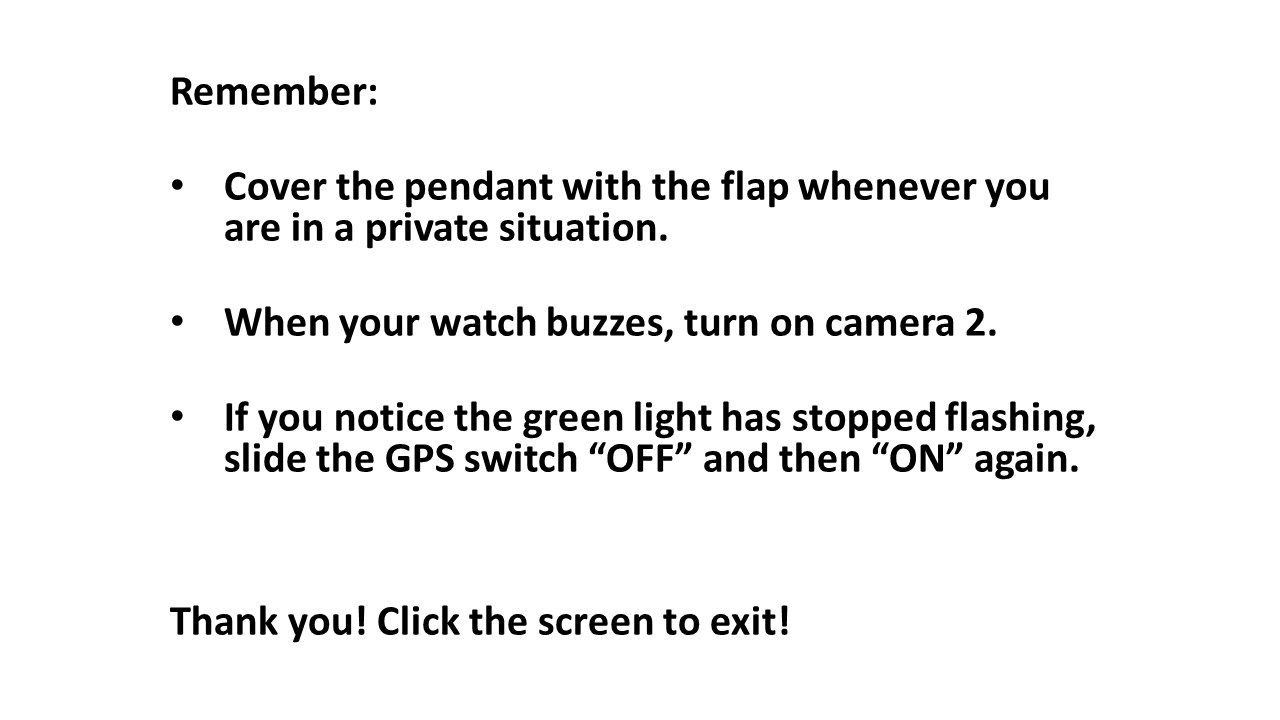 Remember:
• Cover the pendant with the flap whenever you
are in a private situation.
• When your watch buzzes, turn on camera 2.
• If you notice the green light has stopped flashing,
slide the GPS switch “OFF” and then “ON” again.
Thank you! Click the screen to exit!